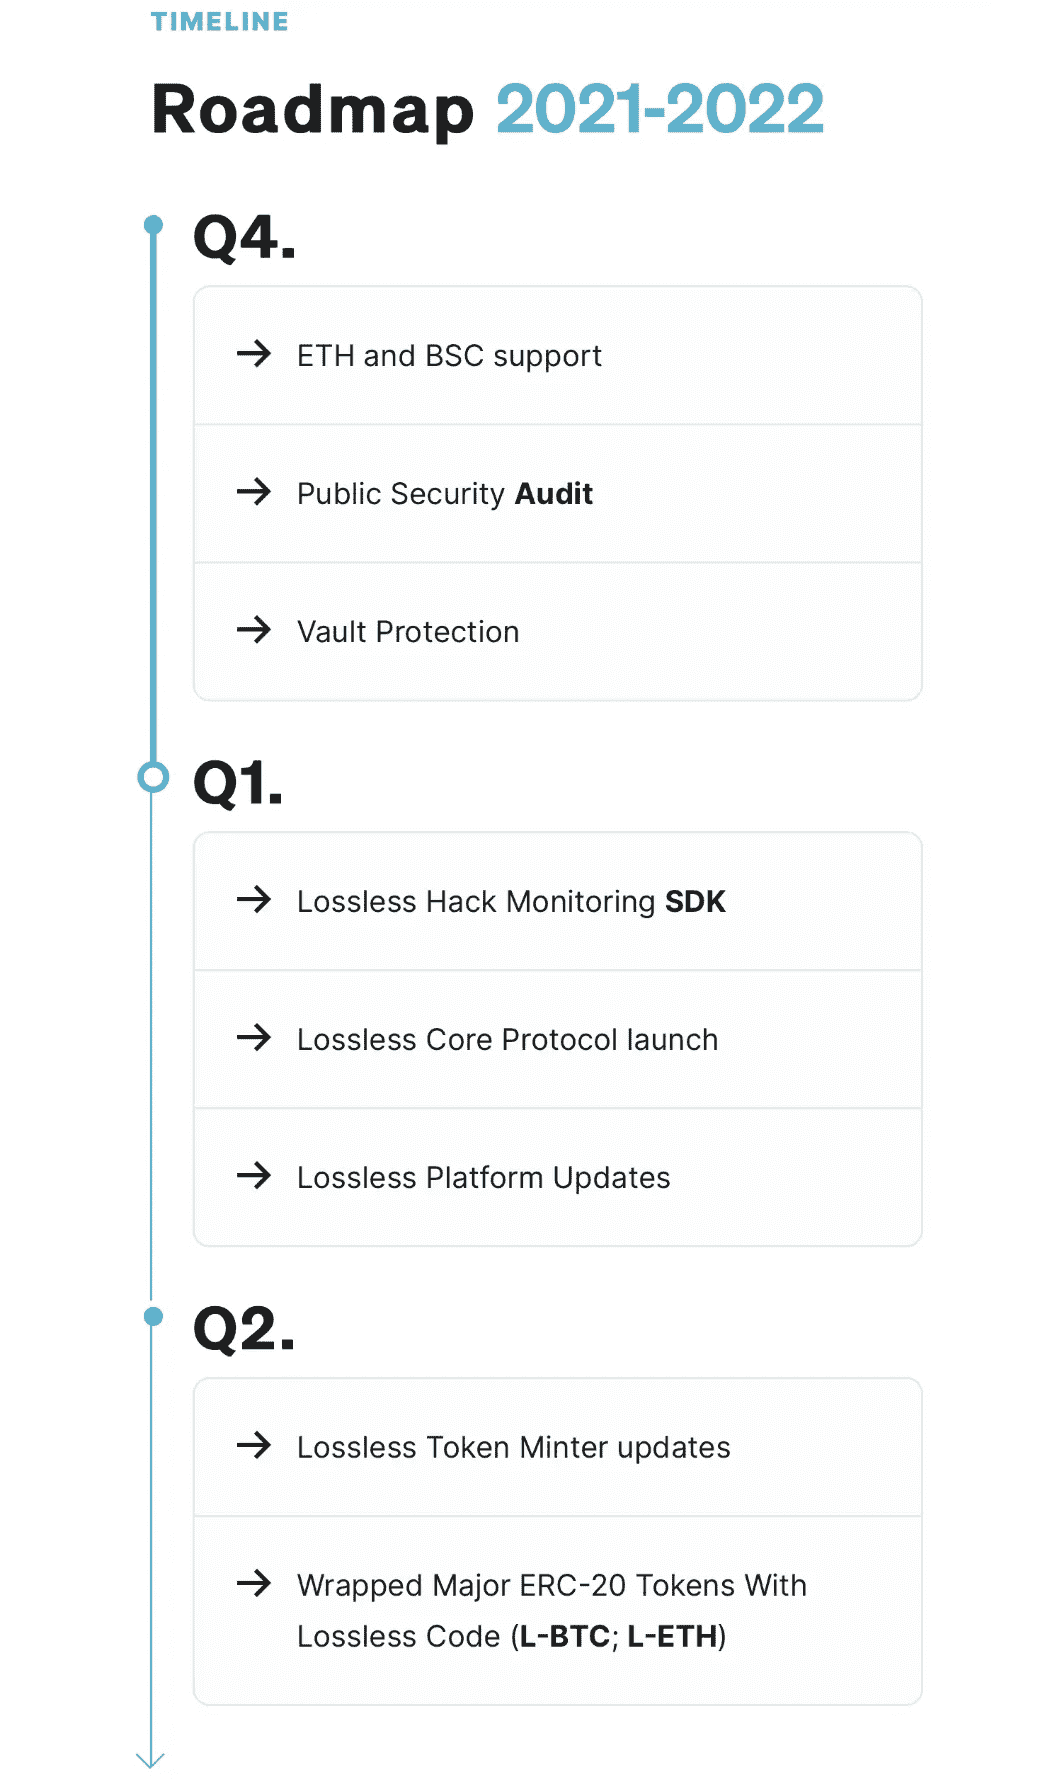 TIMELINE
Roadmap 2021-2022
Q4.
→ ETH and BSC support
→ Public Security Audit
→ Vault Protection
Q1.
→ Lossless Hack Monitoring SDK
→ Lossless Core Protocol launch
→ Lossless Platform Updates
Q2.
→ Lossless Token Minter updates
→ Wrapped Major ERC-20 Tokens With
Lossless Code (L-BTC; L-ETH)